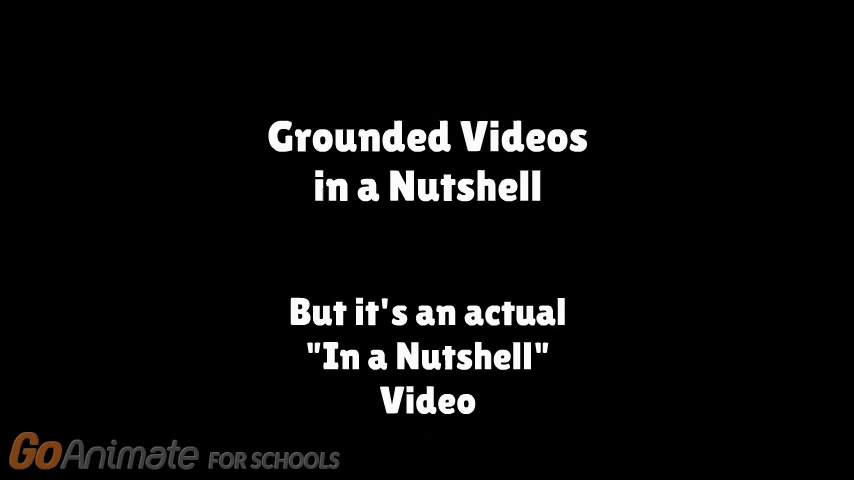 Grounded Videos
in a Nutshell
But it's an actual
"In a Nutshell"
Video
GoAnimate FOR SCHOOLS